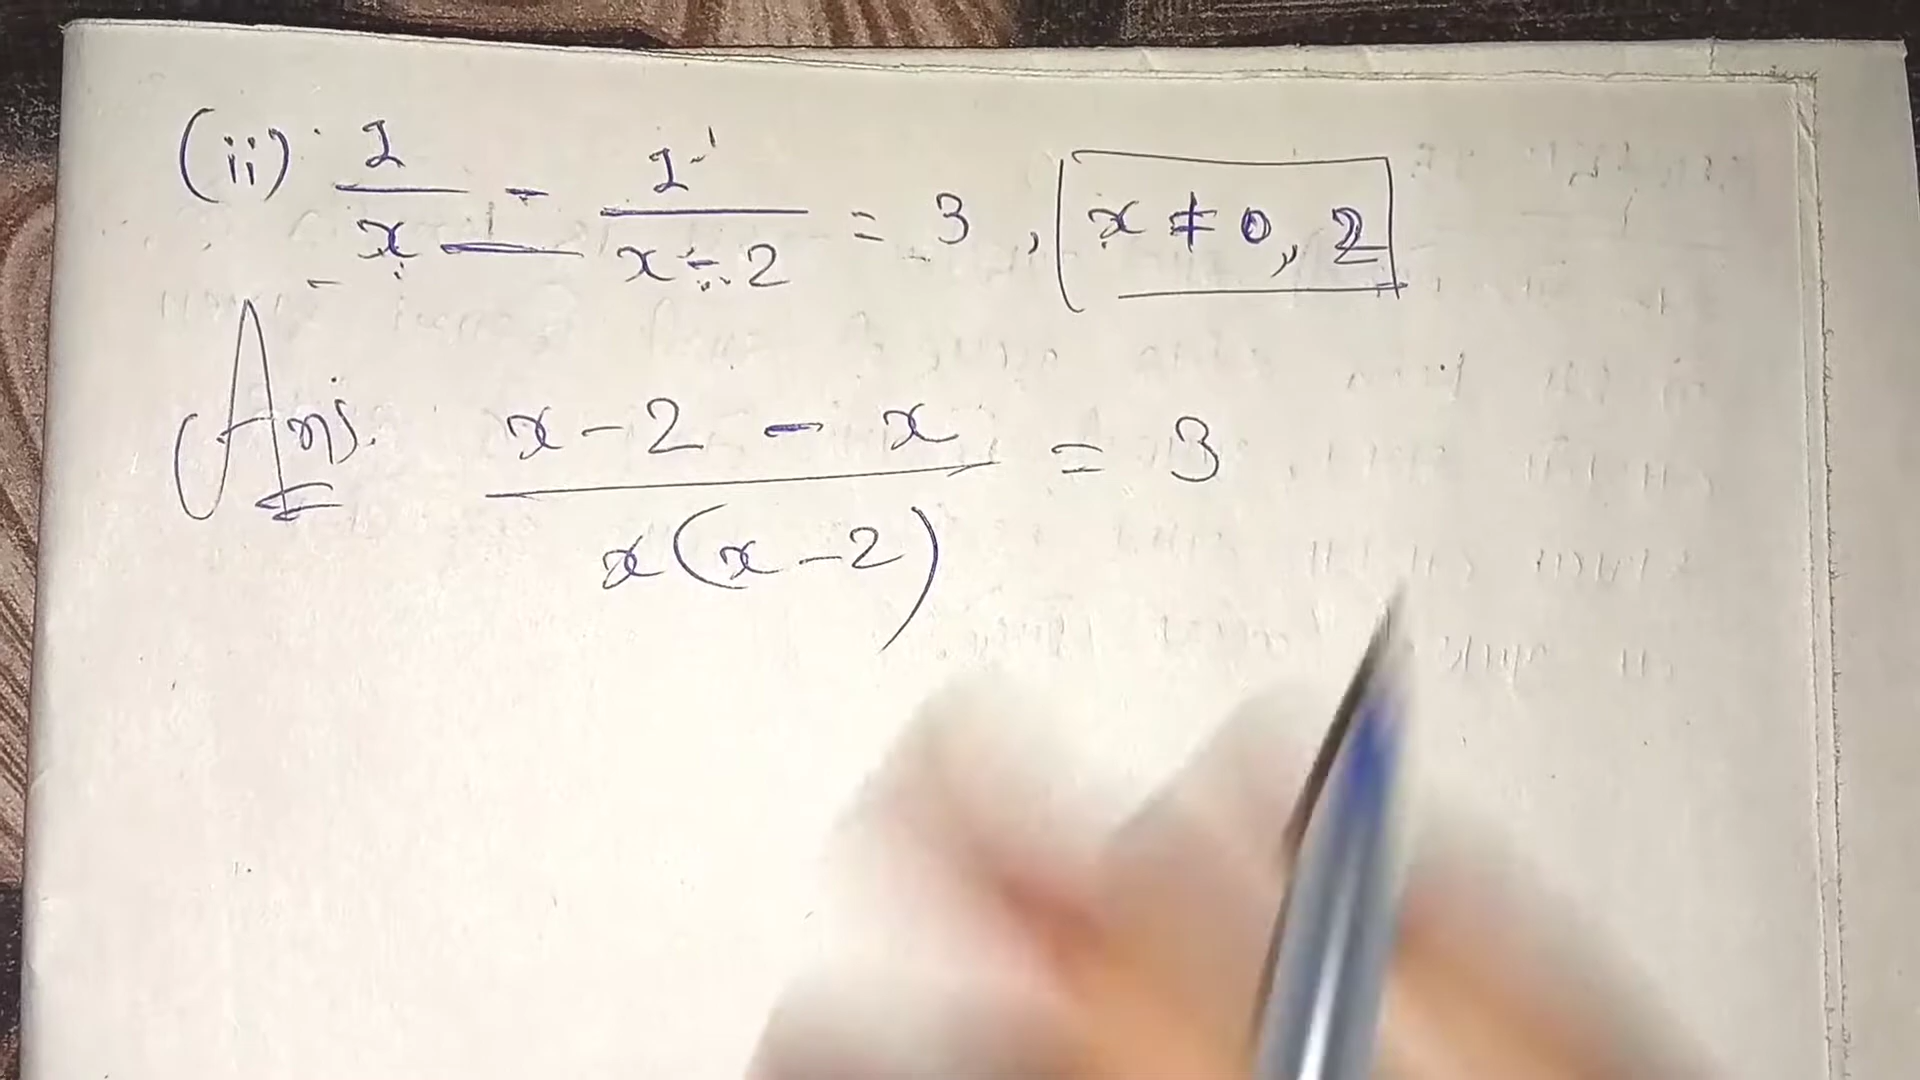 (ii) 1/x - 1/x-2 = 3, x ≠ 0, 2
Ans. x-2 - x / x(x-2) = 3